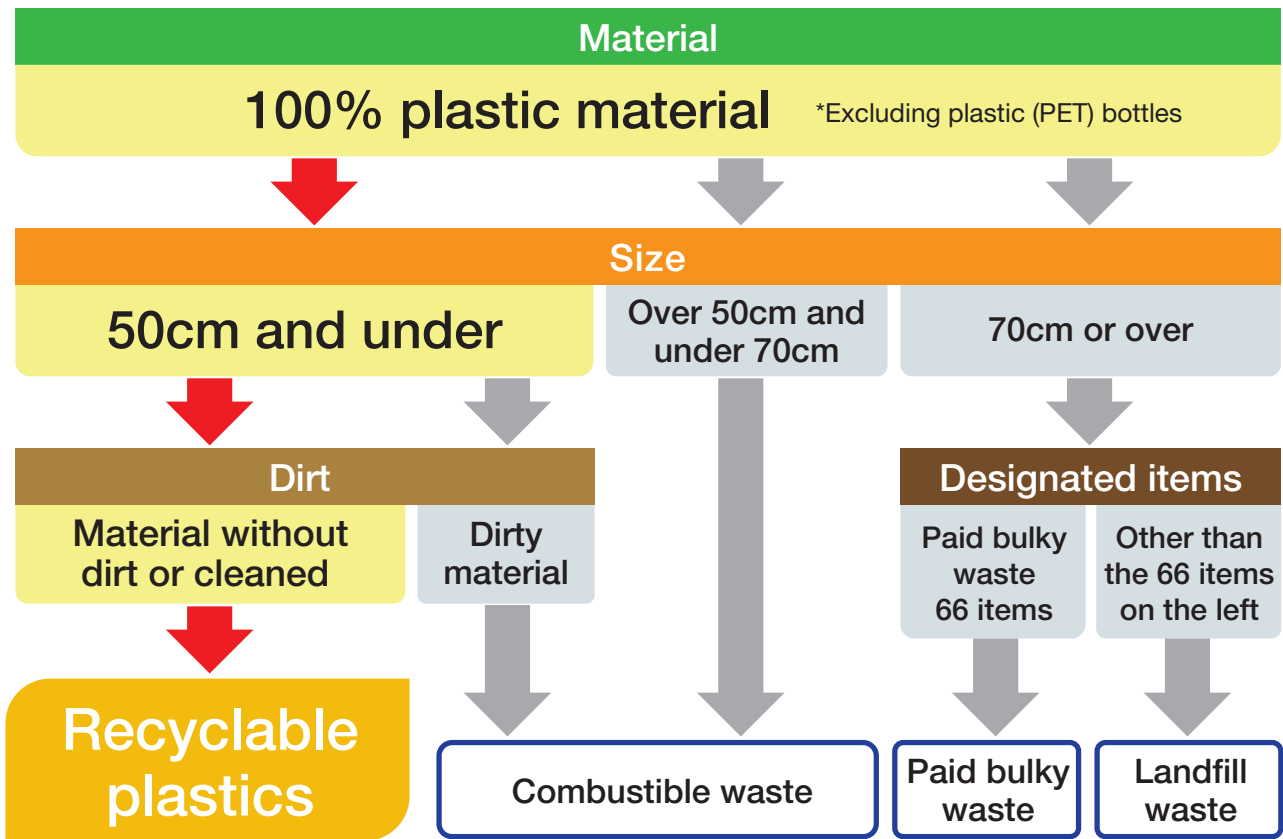 Material
100% plastic material *Excluding plastic (PET) bottles
Size
50cm and under
Over 50cm and
under 70cm
70cm or over
Dirt
Material without
dirt or cleaned
Dirty
material
Designated items
Paid bulky
waste
66 items
Other than
the 66 items
on the left
Recyclable
plastics
Combustible waste
Paid bulky
waste
Landfill
waste